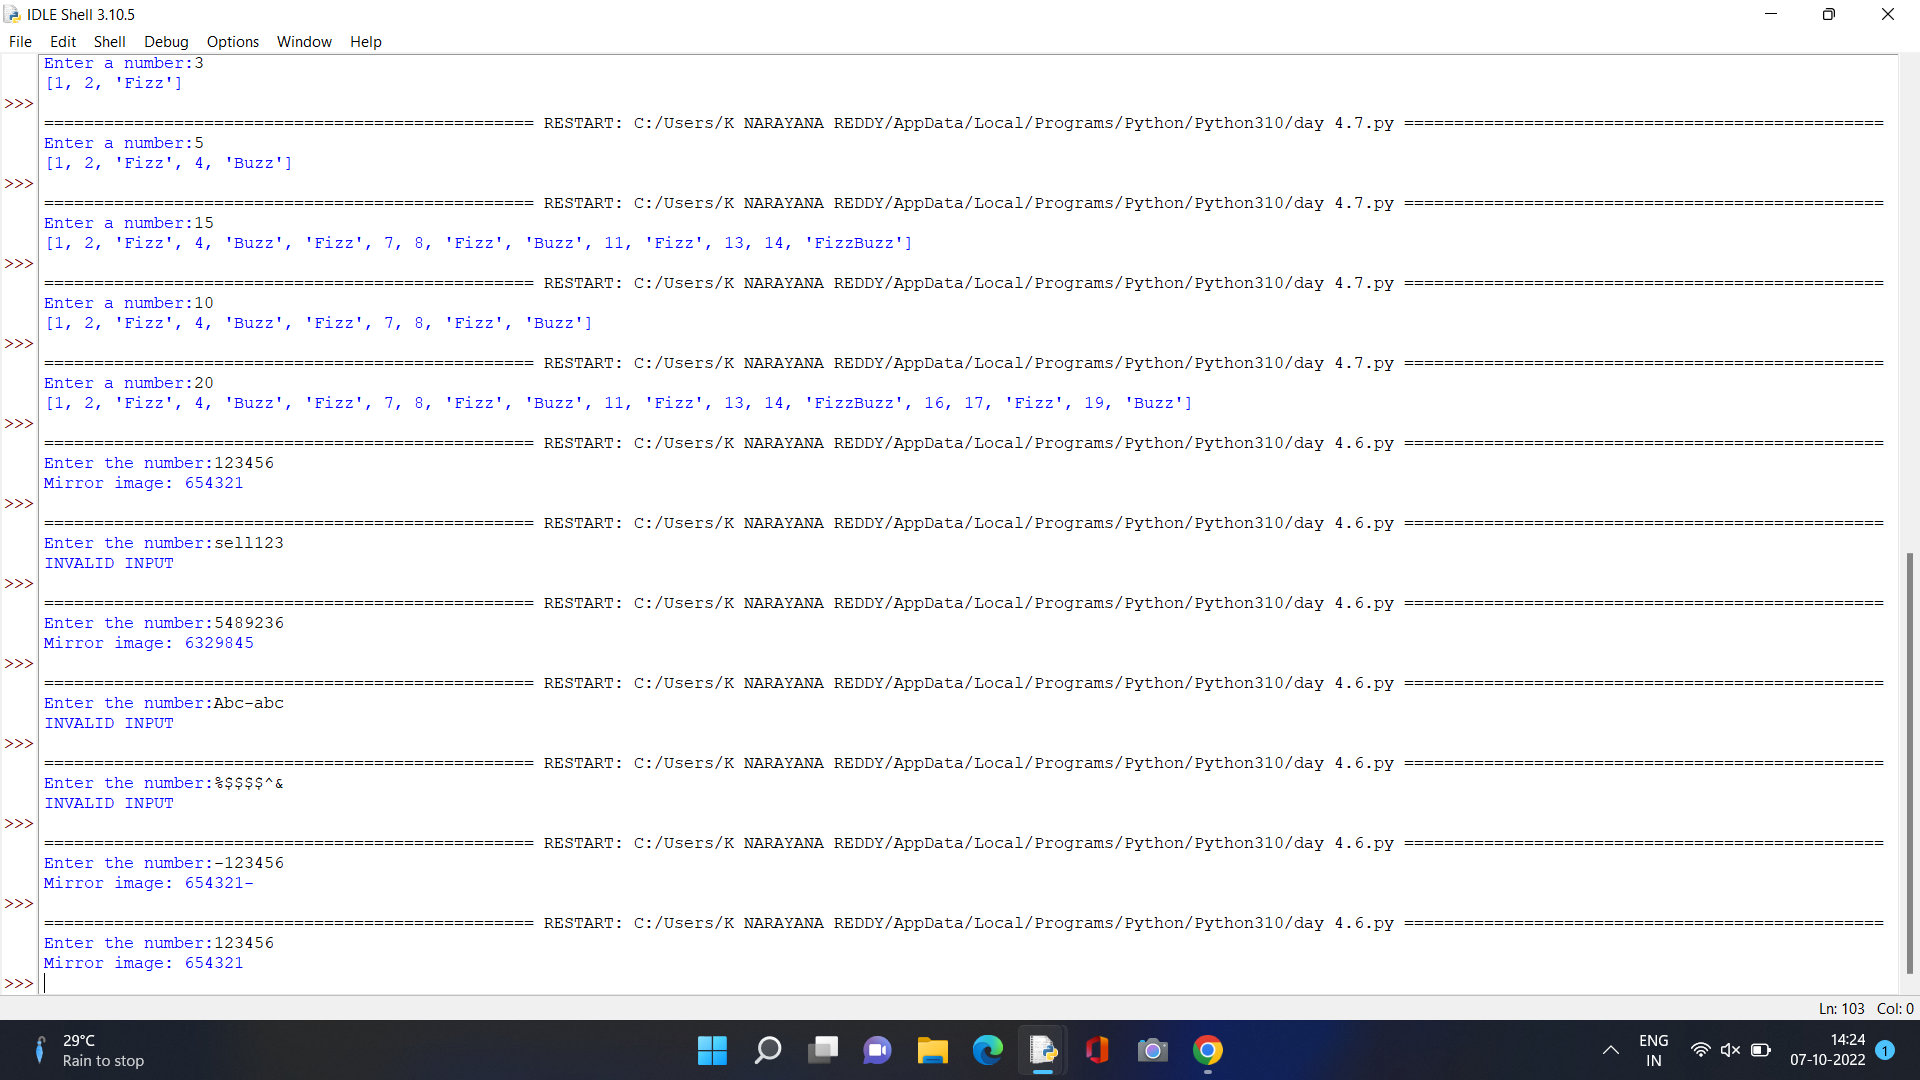 IDLE Shell 3.10.5
File Edit Shell Debug Options Window Help
Enter a number:3
[1, 2, 'Fizz']
>>>
================================================= RESTART: C:/Users/K NARAYANA REDDY/AppData/Local/Programs/Python/Python310/day 4.7.py ================================================
Enter a number:5
[1, 2, 'Fizz', 4, 'Buzz']
>>>
================================================= RESTART: C:/Users/K NARAYANA REDDY/AppData/Local/Programs/Python/Python310/day 4.7.py ================================================
Enter a number:15
[1, 2, 'Fizz', 4, 'Buzz', 'Fizz', 7, 8, 'Fizz', 'Buzz', 11, 'Fizz', 13, 14, 'FizzBuzz']
>>>
================================================= RESTART: C:/Users/K NARAYANA REDDY/AppData/Local/Programs/Python/Python310/day 4.7.py ================================================
Enter a number:10
[1, 2, 'Fizz', 4, 'Buzz', 'Fizz', 7, 8, 'Fizz', 'Buzz']
>>>
================================================= RESTART: C:/Users/K NARAYANA REDDY/AppData/Local/Programs/Python/Python310/day 4.7.py ================================================
Enter a number:20
[1, 2, 'Fizz', 4, 'Buzz', 'Fizz', 7, 8, 'Fizz', 'Buzz', 11, 'Fizz', 13, 14, 'FizzBuzz', 16, 17, 'Fizz', 19, 'Buzz']
>>>
================================================= RESTART: C:/Users/K NARAYANA REDDY/AppData/Local/Programs/Python/Python310/day 4.6.py ================================================
Enter the number:123456
Mirror image: 654321
>>>
================================================= RESTART: C:/Users/K NARAYANA REDDY/AppData/Local/Programs/Python/Python310/day 4.6.py ================================================
Enter the number:sell123
INVALID INPUT
>>>
================================================= RESTART: C:/Users/K NARAYANA REDDY/AppData/Local/Programs/Python/Python310/day 4.6.py ================================================
Enter the number:5489236
Mirror image: 6329845
>>>
================================================= RESTART: C:/Users/K NARAYANA REDDY/AppData/Local/Programs/Python/Python310/day 4.6.py ================================================
Enter the number:Abc-abc
INVALID INPUT
>>>
================================================= RESTART: C:/Users/K NARAYANA REDDY/AppData/Local/Programs/Python/Python310/day 4.6.py ================================================
Enter the number:%$$$$^&
INVALID INPUT
>>>
================================================= RESTART: C:/Users/K NARAYANA REDDY/AppData/Local/Programs/Python/Python310/day 4.6.py ================================================
Enter the number:-123456
Mirror image: 654321-
>>>
================================================= RESTART: C:/Users/K NARAYANA REDDY/AppData/Local/Programs/Python/Python310/day 4.6.py ================================================
Enter the number:123456
Mirror image: 654321
>>>
Ln: 103 Col: 0
29°C
Rain to stop
ENG
IN
14:24
07-10-2022
1